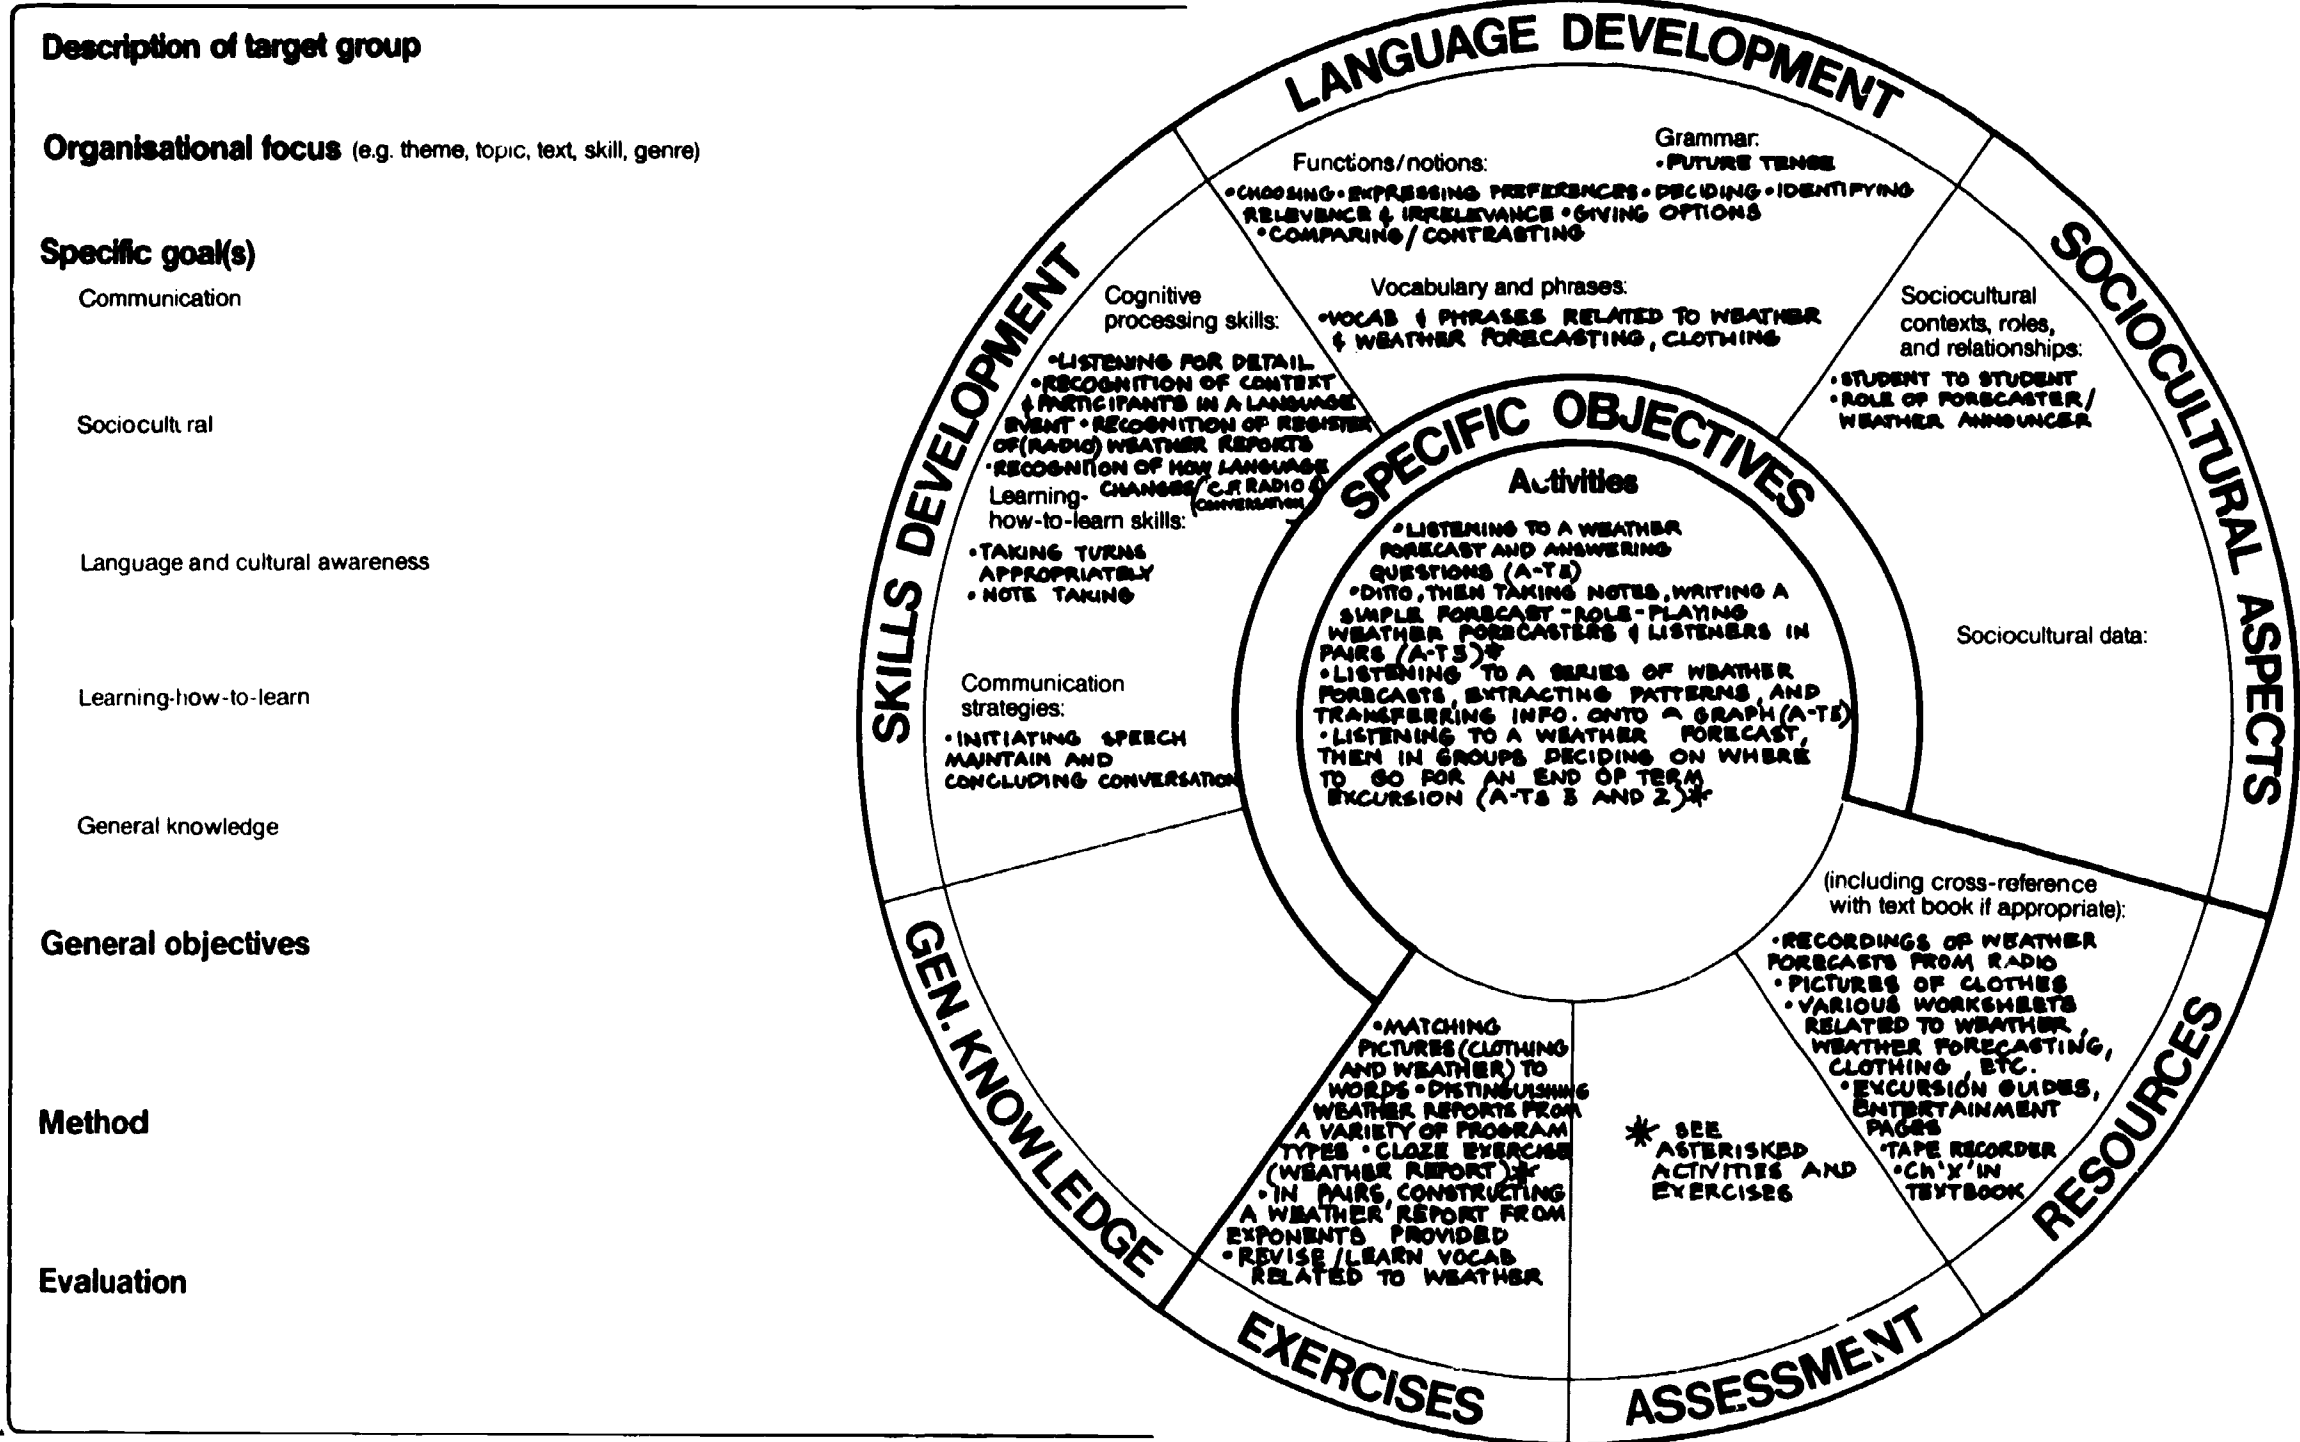 Description of target group
Organisational focus (e.g. theme, topic, text, skill, genre)
Specific goal(s)
Communication
Sociocultural
Language and cultural awareness
Learning-how-to-learn
General knowledge
General objectives
Method
Evaluation
LANGUAGE DEVELOPMENT
Functions/notions:
Grammar:
• FUTURE TENSE
• CHOOSING • EXPRESSING PREFERENCES • DECIDING • IDENTIFYING
RELEVENCE & IRRELEVANCE • GIVING OPTIONS
• COMPARING / CONTRASTING
Vocabulary and phrases:
• VOCAB & PHRASES RELATED TO WEATHER
& WEATHER FORECASTING, CLOTHING
SOCIOCULTURAL ASPECTS
Sociocultural
contexts, roles,
and relationships:
• STUDENT TO STUDENT
• ROLE OF FORECASTER/
WEATHER ANNOUNCER
Sociocultural data:
SKILLS DEVELOPMENT
Cognitive
processing skills:
• LISTENING FOR DETAIL
• RECOGNITION OF CONTEXT
& PARTICIPANTS IN A LANGUAGE
EVENT • RECOGNITION OF REGISTER
OF (RADIO) WEATHER REPORTS
• RECOGNITION OF HOW LANGUAGE
CHANGES (C.F. RADIO &
CONVERSATION)
Learning-
how-to-learn skills:
• TAKING TURNS
APPROPRIATELY
• NOTE TAKING
Communication
strategies:
• INITIATING SPEECH
MAINTAIN AND
CONCLUDING CONVERSATION
SPECIFIC OBJECTIVES
Activities
• LISTENING TO A WEATHER
FORECAST AND ANSWERING
QUESTIONS (A-T 5)
• DITTO, THEN TAKING NOTES, WRITING A
SIMPLE FORECAST - ROLE-PLAYING
WEATHER FORECASTERS & LISTENERS IN
PAIRS (A-T 5)*
• LISTENING TO A SERIES OF WEATHER
FORECASTS, EXTRACTING PATTERNS, AND
TRANSFERRING INFO. ONTO A GRAPH (A-T5)
• LISTENING TO A WEATHER FORECAST,
THEN IN GROUPS DECIDING ON WHERE
TO GO FOR AN END OF TERM
EXCURSION (A-TS 3 AND 2)*
GEN. KNOWLEDGE
EXERCISES
• MATCHING
PICTURES (CLOTHING
AND WEATHER) TO
WORDS • DISTINGUISHING
WEATHER REPORTS FROM
A VARIETY OF PROGRAM
TYPES • CLOZE EXERCISE
(WEATHER REPORT)*
• IN PAIRS, CONSTRUCTING
A WEATHER REPORT FROM
EXPONENTS PROVIDED
• REVISE / LEARN VOCAB
RELATED TO WEATHER
ASSESSMENT
* SEE
ASTERISKED
ACTIVITIES AND
EXERCISES
RESOURCES
(including cross-reference
with text book if appropriate):
• RECORDINGS OF WEATHER
FORECASTS FROM RADIO
• PICTURES OF CLOTHES
• VARIOUS WORKSHEETS
RELATED TO WEATHER,
WEATHER FORECASTING,
CLOTHING, ETC.
• EXCURSION GUIDES,
ENTERTAINMENT
PAGES
• TAPE RECORDER
• Ch 'X' IN
TEXTBOOK